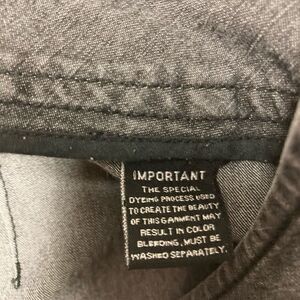 IMPORTANT
THE SPECIAL
DYEING PROCESS USED
TO CREATE THE BEAUTY
OF THIS GARMENT MAY
RESULT IN COLOR
BLEEDING, MUST BE
WASHED SEPARATELY.